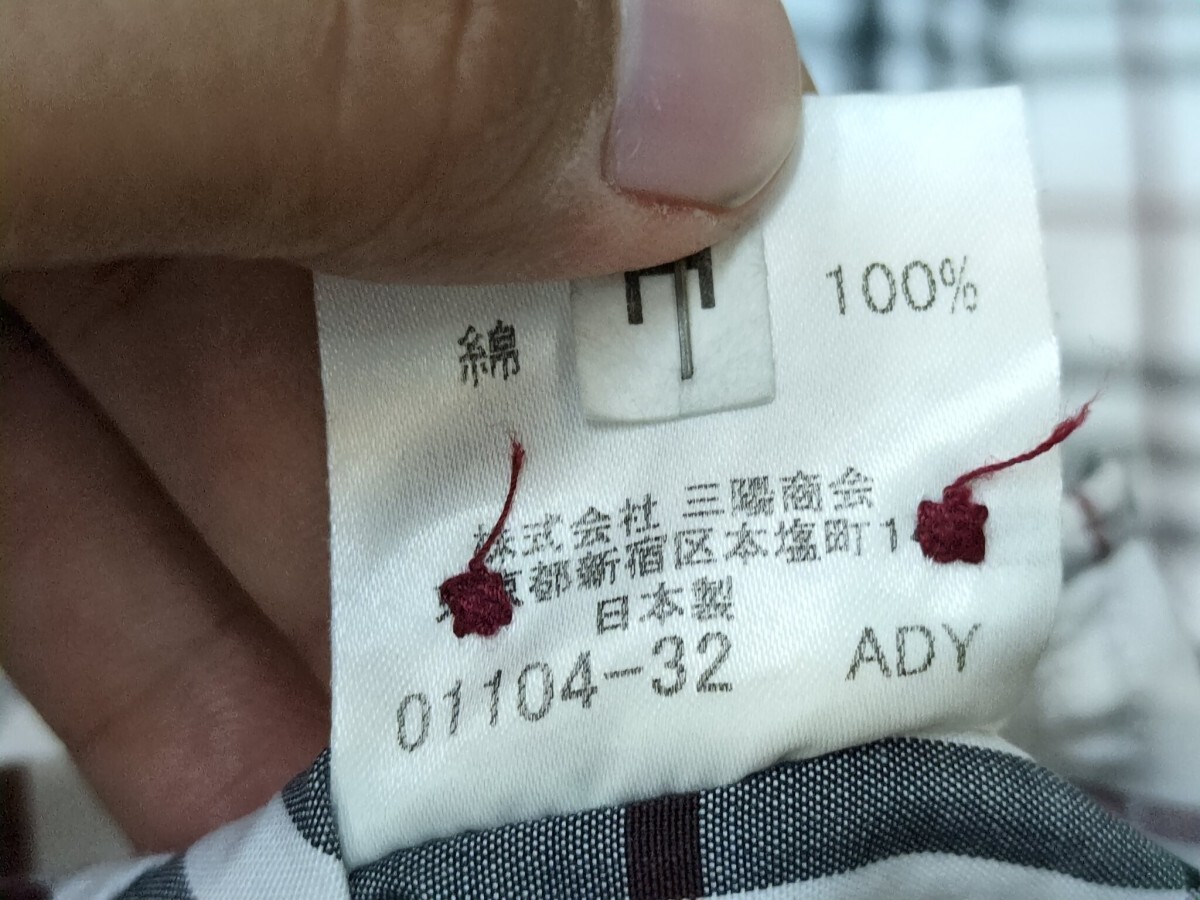 綿 100%
株式会社 三陽商会
東京都新宿区本塩町14
日本製
01104-32 ADY